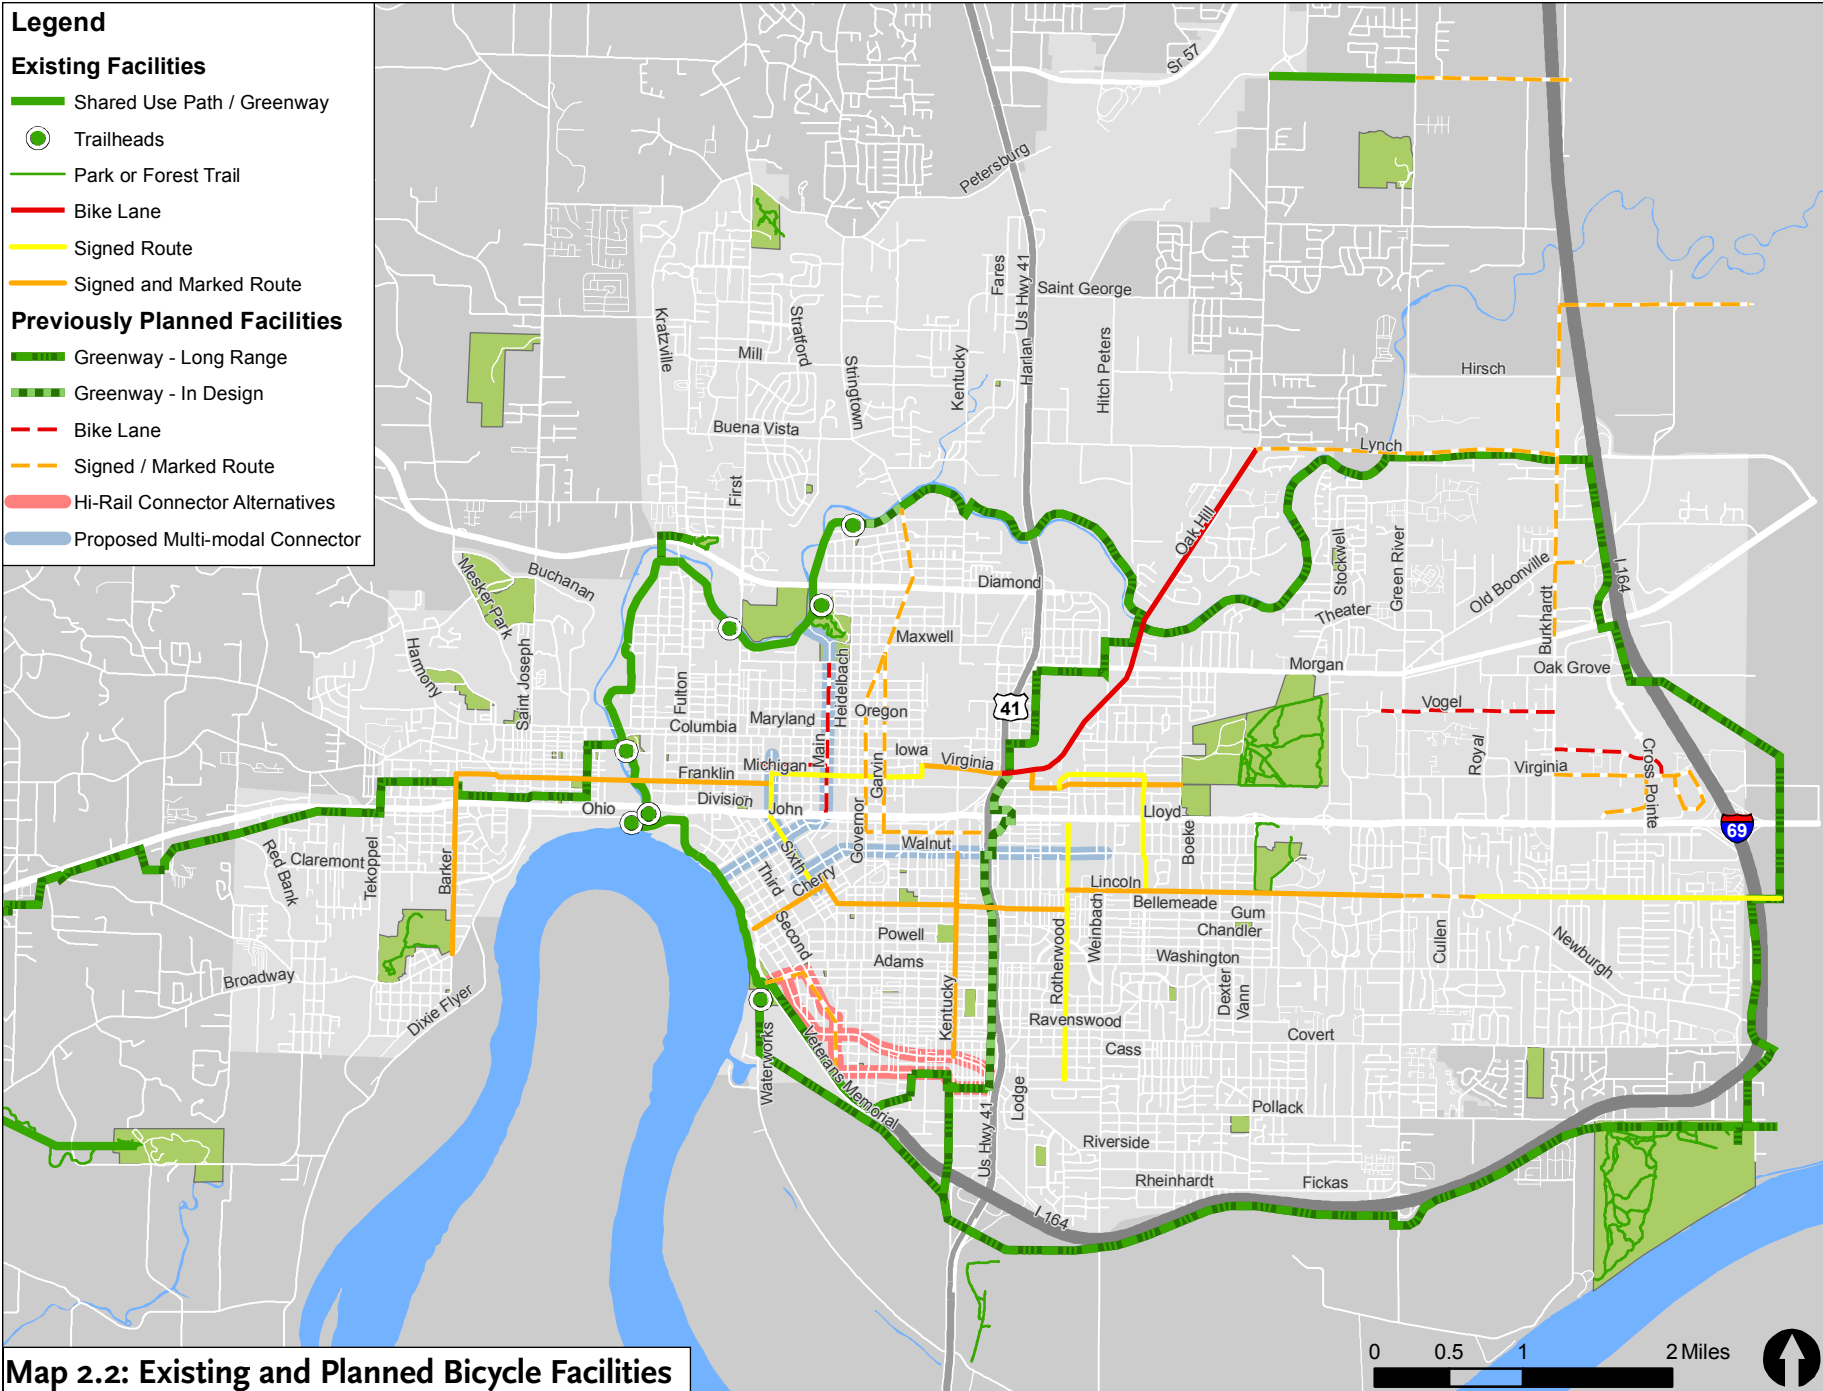 Legend
Existing Facilities
Shared Use Path / Greenway
Trailheads
Park or Forest Trail
Bike Lane
Signed Route
Signed and Marked Route
Previously Planned Facilities
Greenway - Long Range
Greenway - In Design
Bike Lane
Signed / Marked Route
Hi-Rail Connector Alternatives
Proposed Multi-modal Connector
Sr 57
Petersburg
Fares
Us Hwy 41
Saint George
Kratzville
Stratford
Mill
Stringtown
Kentucky
Harlan
Hitch Peters
Hirsch
Buena Vista
Lynch
First
Oak Hill
Stockwell
Green River
Old Boonville
I 164
Mesker Park
Buchanan
Diamond
Theater
Burkhardt
Harmony
Saint Joseph
Maxwell
Heidelbach
Morgan
Oak Grove
Fulton
41
Columbia
Maryland
Oregon
Vogel
Main
Iowa
Virginia
Royal
Cross Pointe
Franklin
Michigan
Garvin
Virginia
Ohio
Division
John
Governor
Lloyd
Boeke
69
Red Bank
Claremont
Tekoppel
Barker
Sixth
Walnut
Third
Cherry
Lincoln
Bellemeade
Gum
Second
Powell
Rotherwood
Weinbach
Chandler
Cullen
Newburgh
Adams
Washington
Broadway
Dexter
Vann
Dixie Flyer
Kentucky
Ravenswood
Covert
Waterworks
Veterans Memorial
Cass
Lodge
Pollack
Us Hwy 41
Riverside
Rheinhardt
Fickas
I 164
0 0.5 1 2 Miles
Map 2.2: Existing and Planned Bicycle Facilities